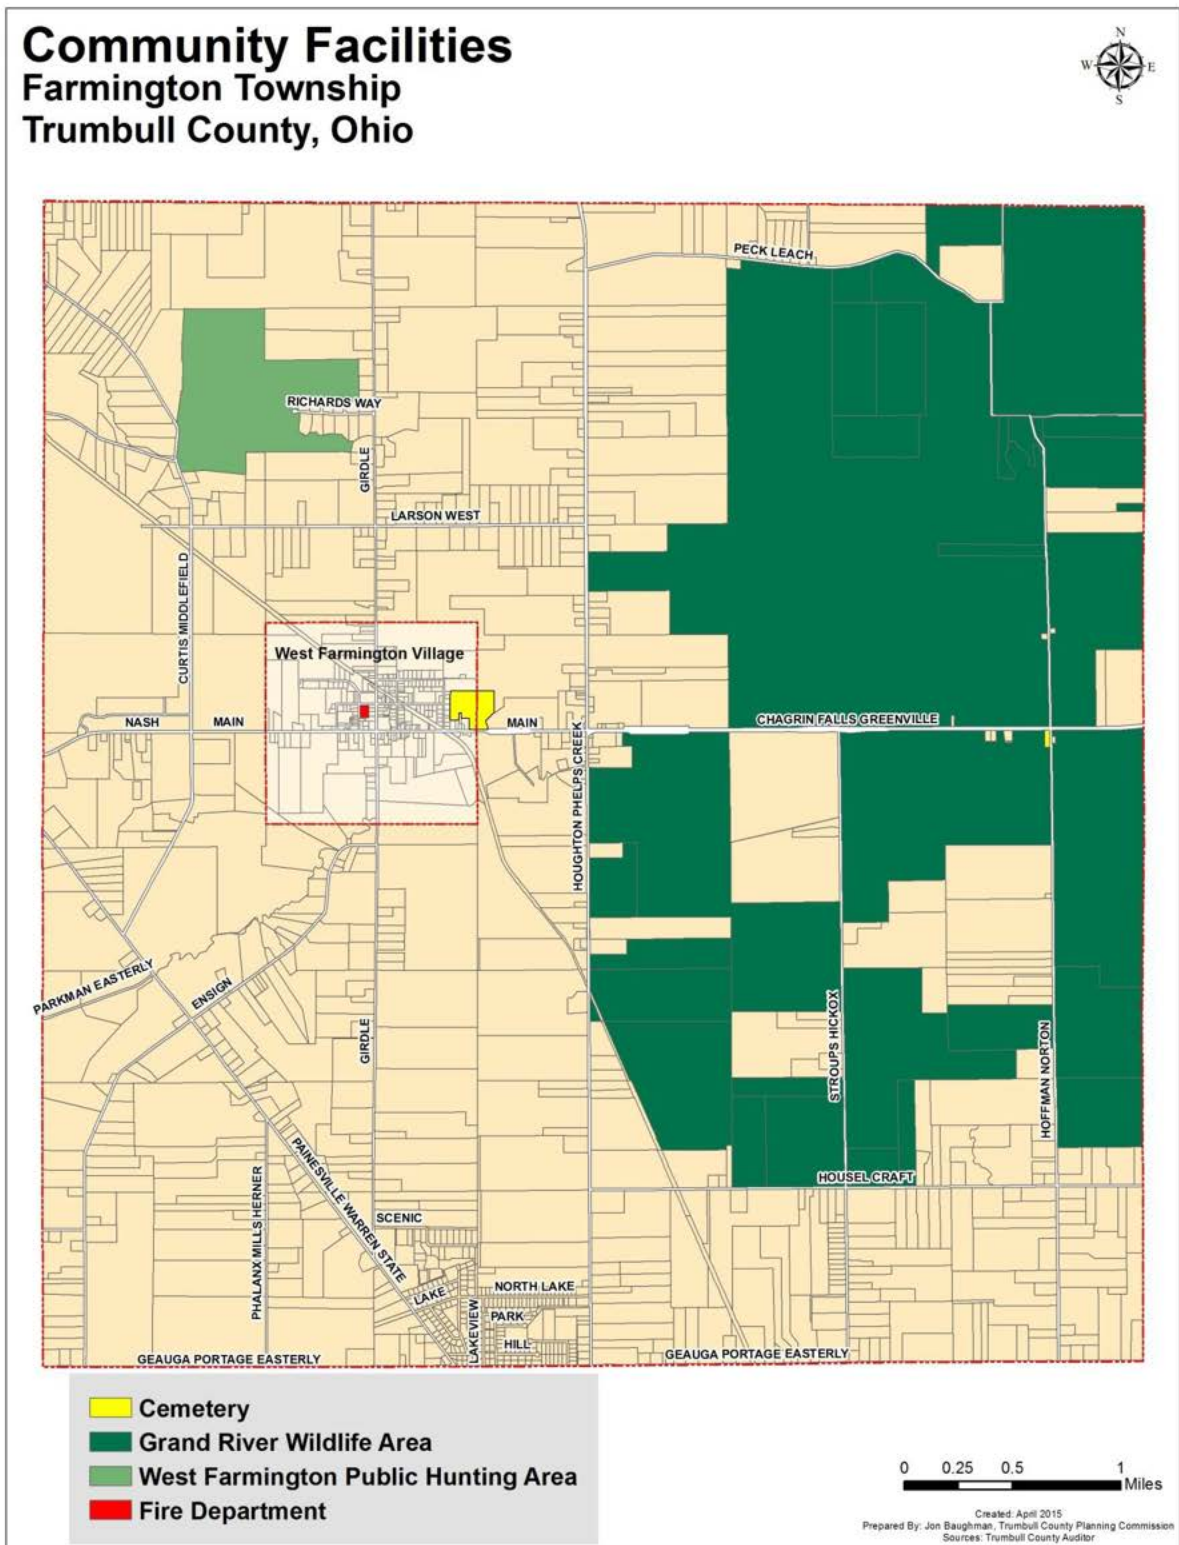 Community Facilities
Farmington Township
Trumbull County, Ohio
N
W
E
S
PECK LEACH
RICHARDS WAY
GIRDLE
LARSON WEST
CURTIS MIDDLEFIELD
West Farmington Village
NASH
MAIN
MAIN
CHAGRIN FALLS GREENVILLE
HOUGHTON PHELPS CREEK
PARKMAN EASTERLY
ENSIGN
GIRDLE
STROUPS HICKOX
HOFFMAN NORTON
PHALANX MILLS HERNER
PAINESVILLE WARREN STATE
HOUSEL CRAFT
SCENIC
LAKE
NORTH LAKE
LAKEVIEW
PARK
HILL
GEAUGA PORTAGE EASTERLY
GEAUGA PORTAGE EASTERLY
Cemetery
Grand River Wildlife Area
West Farmington Public Hunting Area
Fire Department
0 0.25 0.5 1
Miles
Created: April 2015
Prepared By: Jon Baughman, Trumbull County Planning Commission
Sources: Trumbull County Auditor